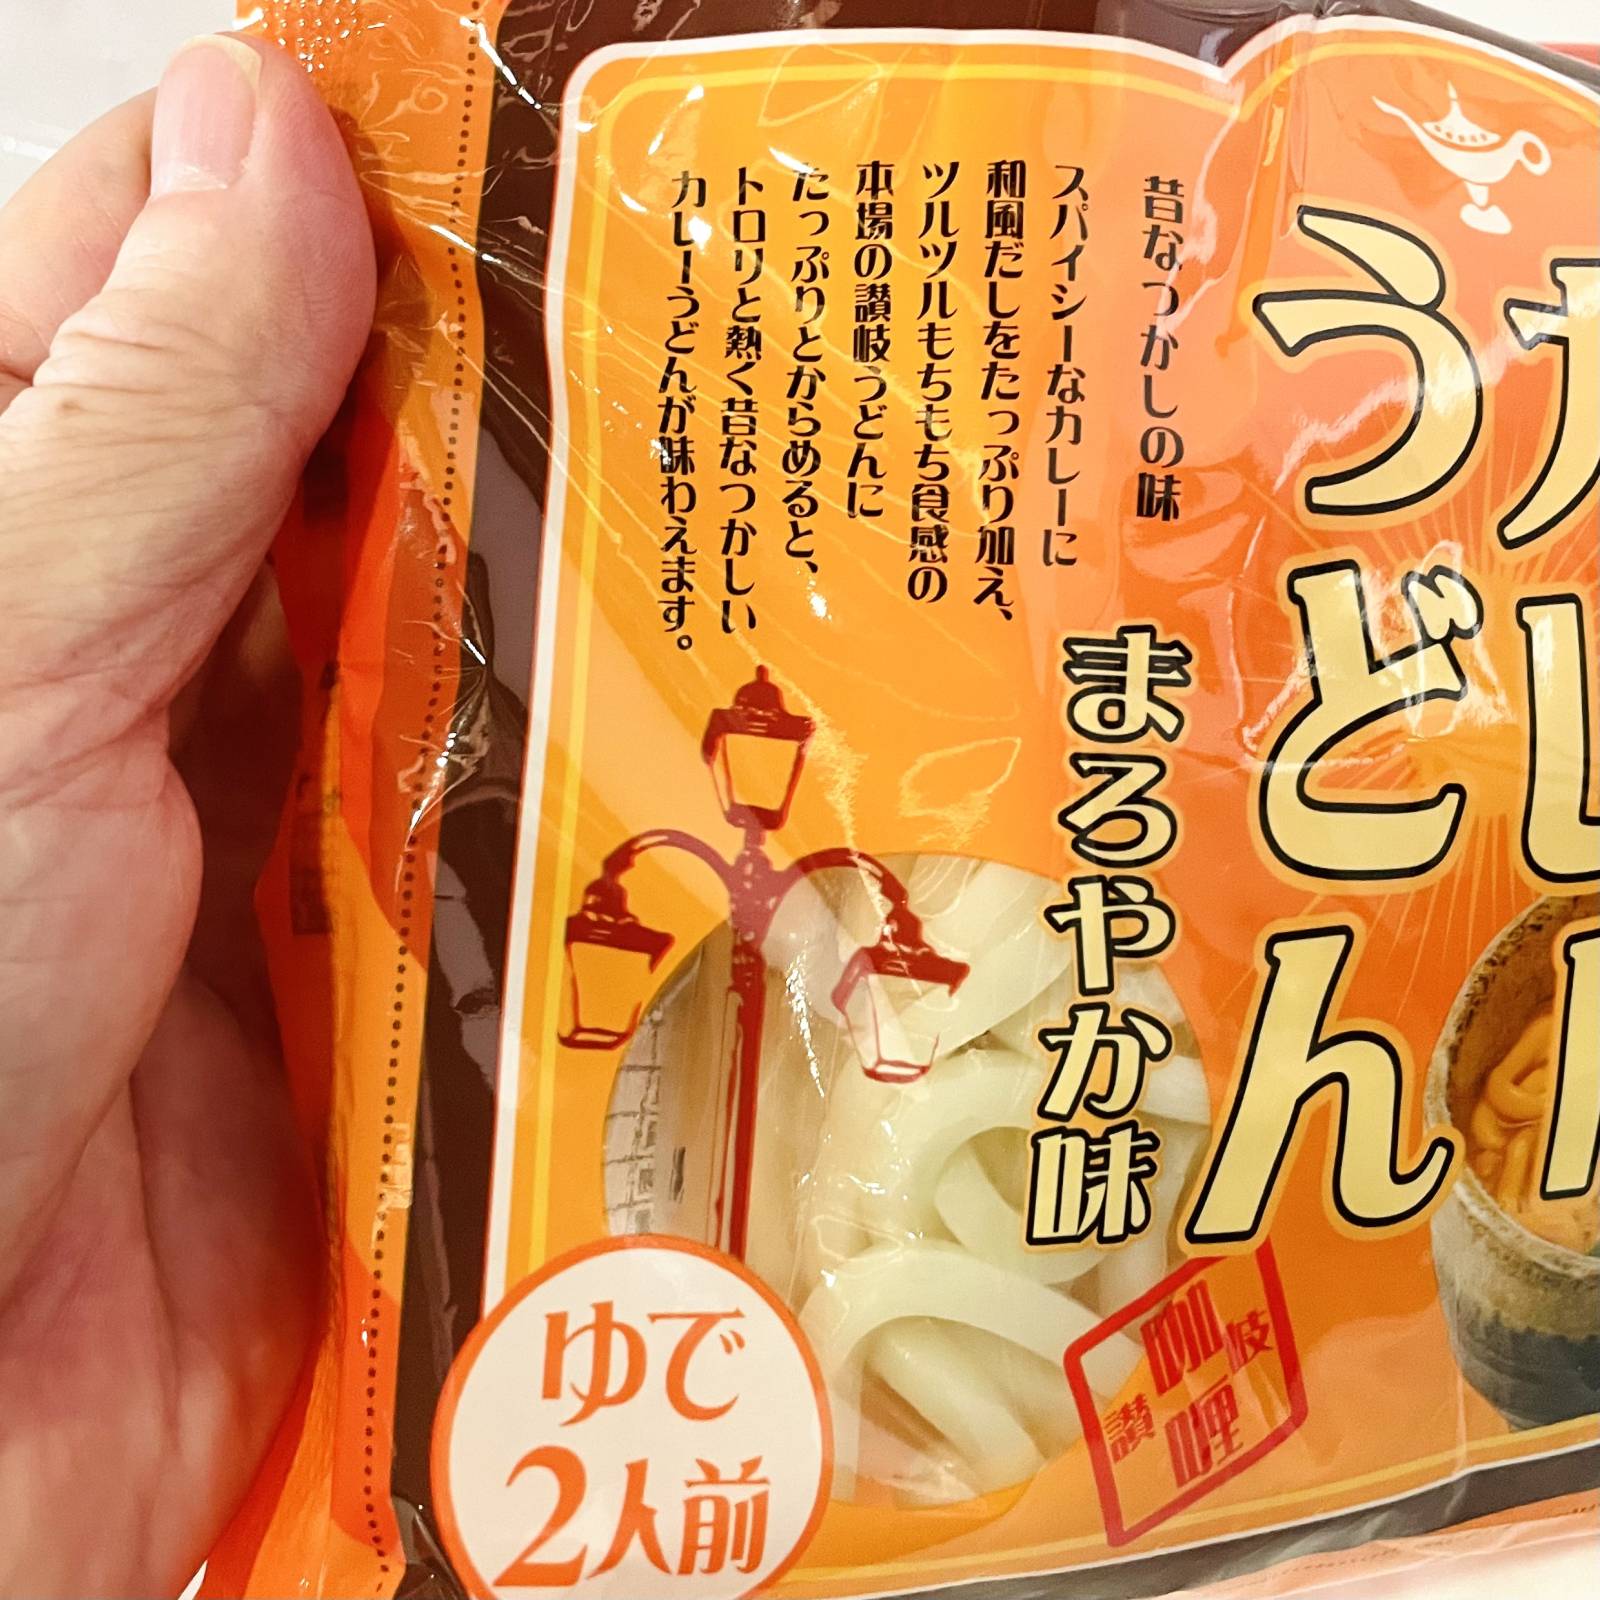 うどん
昔なつかしの味
スパイシーなカレーに
和風だしをたっぷり加え、
ツルツルもちもち食感の
本場の讃岐うどんに
たっぷりとからめると、
トロリと熱く昔なつかしい
カレーうどんが味わえます。
まろやか味
讃岐
咖哩
ゆで
2人前